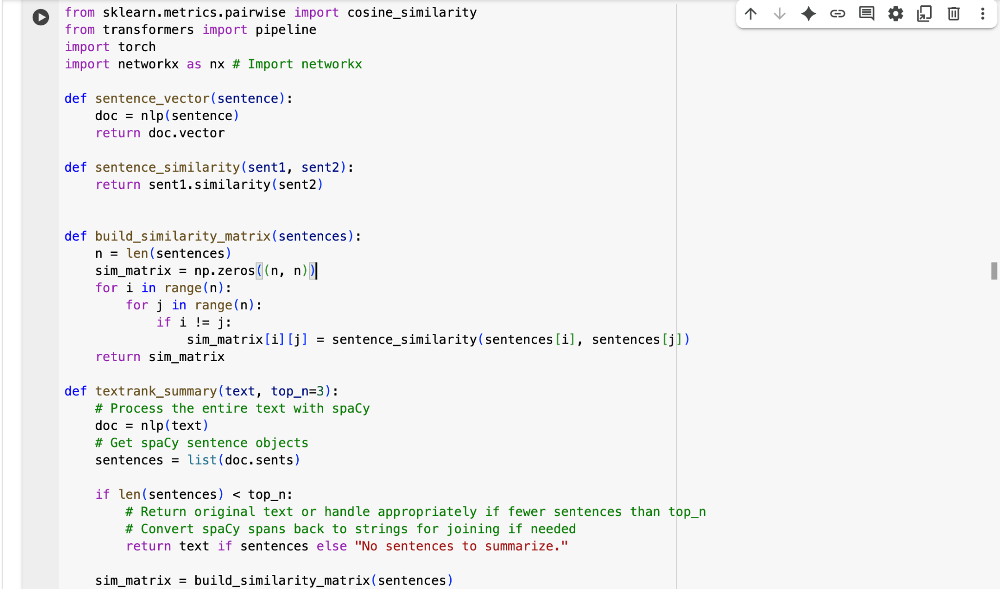 from sklearn.metrics.pairwise import cosine_similarity
from transformers import pipeline
import torch
import networkx as nx # Import networkx

def sentence_vector(sentence):
    doc = nlp(sentence)
    return doc.vector

def sentence_similarity(sent1, sent2):
    return sent1.similarity(sent2)


def build_similarity_matrix(sentences):
    n = len(sentences)
    sim_matrix = np.zeros((n, n))
    for i in range(n):
        for j in range(n):
            if i != j:
                sim_matrix[i][j] = sentence_similarity(sentences[i], sentences[j])
    return sim_matrix

def textrank_summary(text, top_n=3):
    # Process the entire text with spaCy
    doc = nlp(text)
    # Get spaCy sentence objects
    sentences = list(doc.sents)

    if len(sentences) < top_n:
        # Return original text or handle appropriately if fewer sentences than top_n
        # Convert spaCy spans back to strings for joining if needed
        return text if sentences else "No sentences to summarize."

    sim_matrix = build_similarity_matrix(sentences)